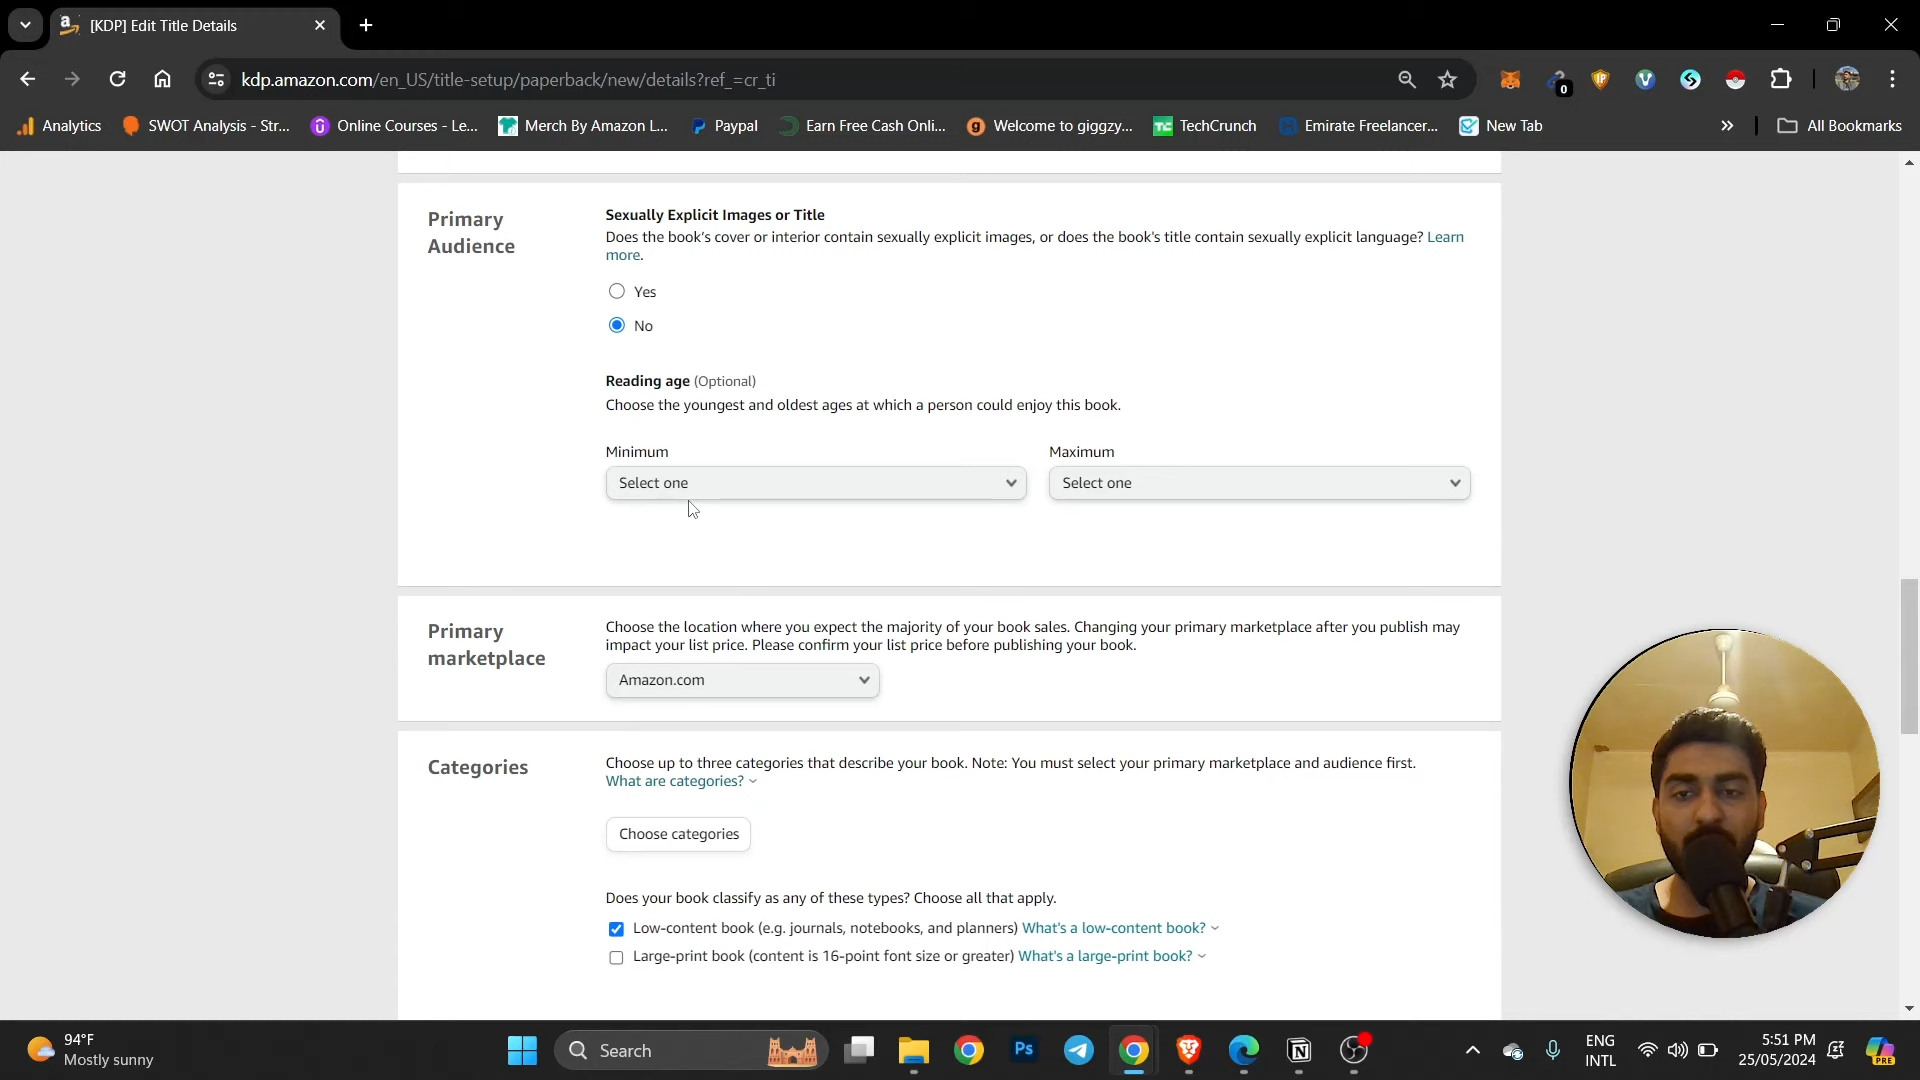 [KDP] Edit Title Details
kdp.amazon.com/en_US/title-setup/paperback/new/details?ref_=cr_ti
0
Analytics
SWOT Analysis - Str...
Online Courses - Le...
Merch By Amazon L...
Paypal
Earn Free Cash Onli...
Welcome to giggzy...
TechCrunch
Emirate Freelancer...
New Tab
All Bookmarks
Primary
Audience
Sexually Explicit Images or Title
Does the book's cover or interior contain sexually explicit images, or does the book's title contain sexually explicit language? Learn
more.
Yes
No
Reading age (Optional)
Choose the youngest and oldest ages at which a person could enjoy this book.
Minimum
Maximum
Select one
Select one
Primary
marketplace
Choose the location where you expect the majority of your book sales. Changing your primary marketplace after you publish may
impact your list price. Please confirm your list price before publishing your book.
Amazon.com
Categories
Choose up to three categories that describe your book. Note: You must select your primary marketplace and audience first.
What are categories?
Choose categories
Does your book classify as any of these types? Choose all that apply.
Low-content book (e.g. journals, notebooks, and planners) What's a low-content book?
Large-print book (content is 16-point font size or greater) What's a large-print book?
94°F
Mostly sunny
Search
Ps
ENG
INTL
5:51 PM
25/05/2024
PRE